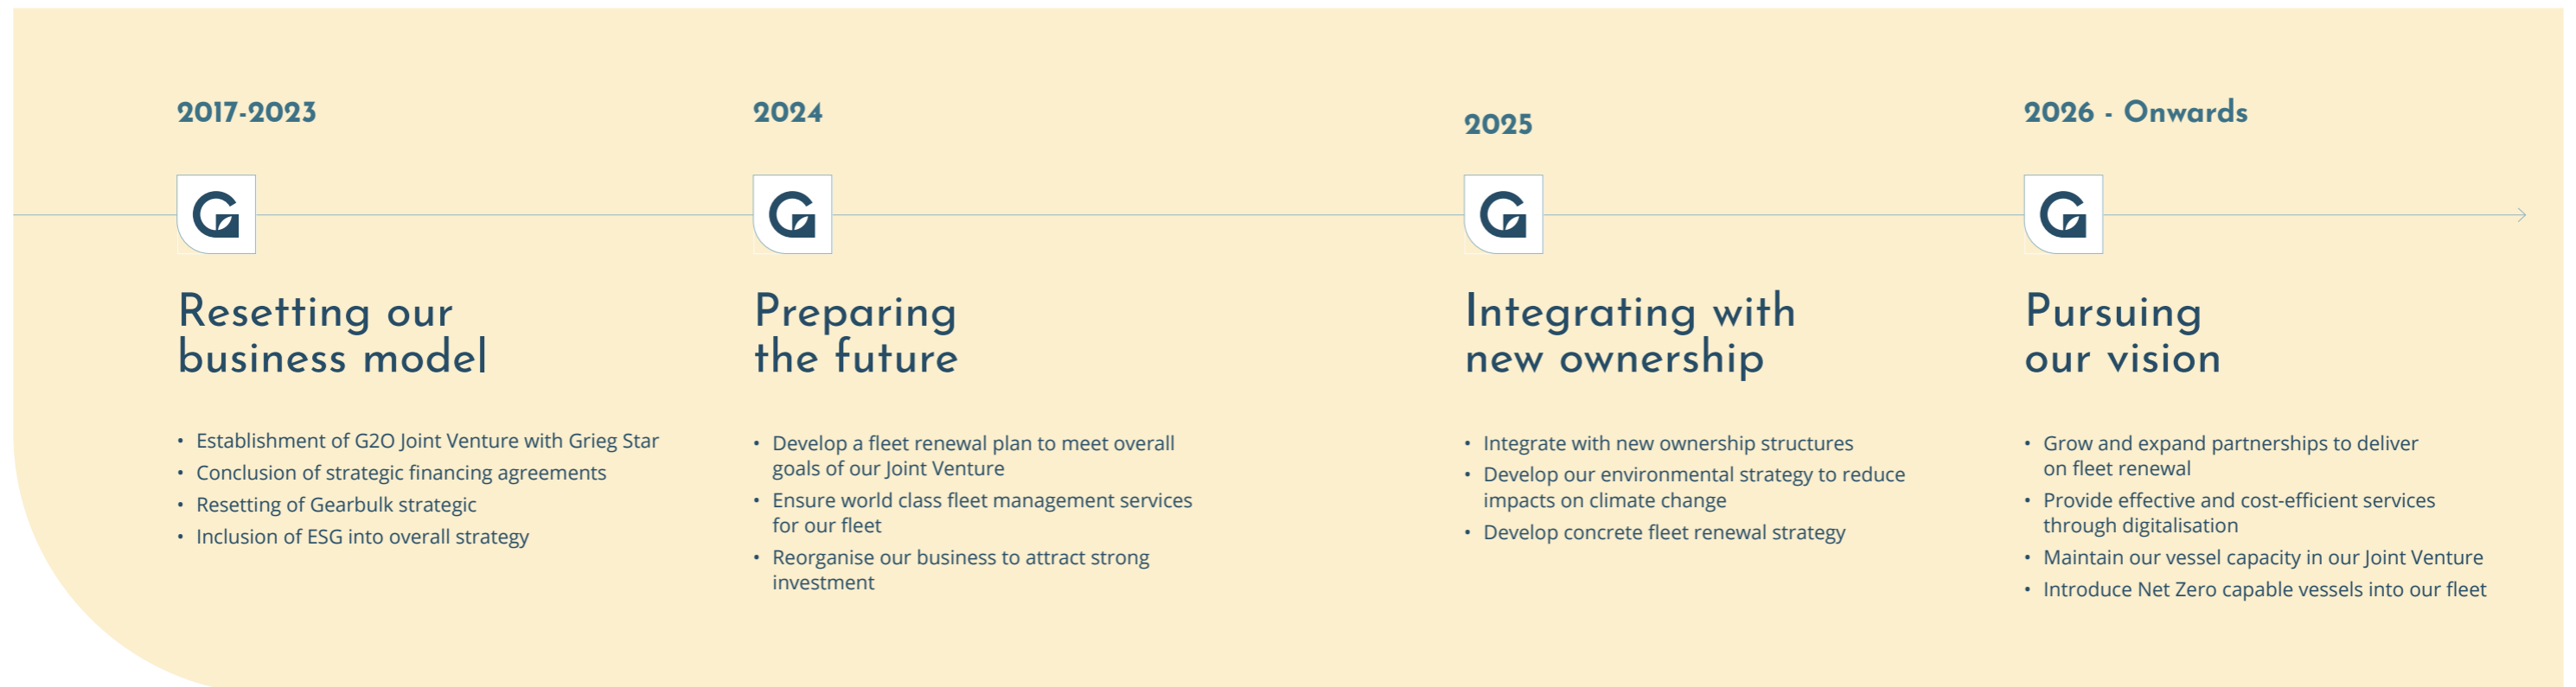 2017-2023
Resetting our
business model
• Establishment of G2O Joint Venture with Grieg Star
• Conclusion of strategic financing agreements
• Resetting of Gearbulk strategic
• Inclusion of ESG into overall strategy
2024
Preparing
the future
• Develop a fleet renewal plan to meet overall
goals of our Joint Venture
• Ensure world class fleet management services
for our fleet
• Reorganise our business to attract strong
investment
2025
Integrating with
new ownership
• Integrate with new ownership structures
• Develop our environmental strategy to reduce
impacts on climate change
• Develop concrete fleet renewal strategy
2026 - Onwards
Pursuing
our vision
• Grow and expand partnerships to deliver
on fleet renewal
• Provide effective and cost-efficient services
through digitalisation
• Maintain our vessel capacity in our Joint Venture
• Introduce Net Zero capable vessels into our fleet